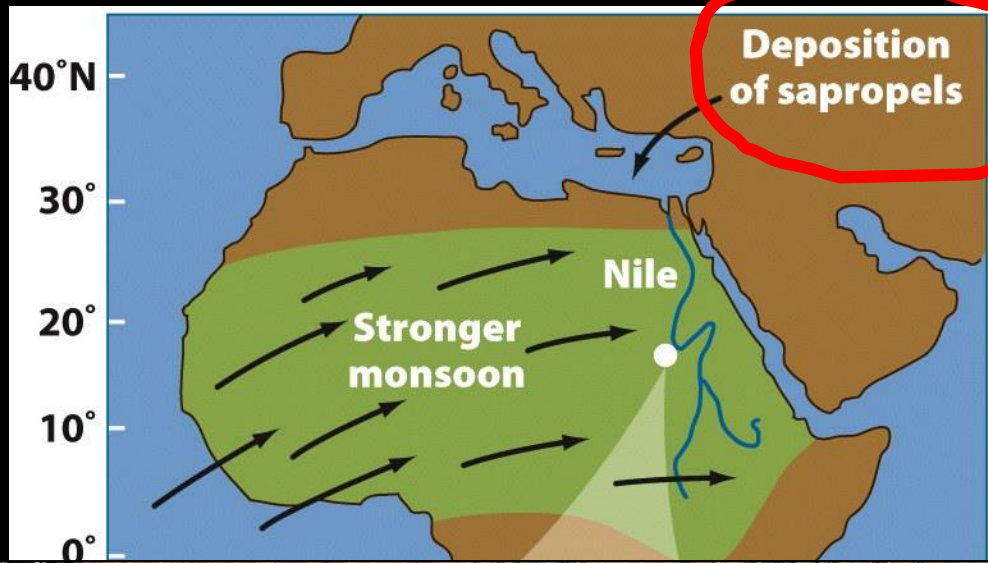 Deposition
of sapropels
40°N
30°
Nile
20°
Stronger
monsoon
10°
0°